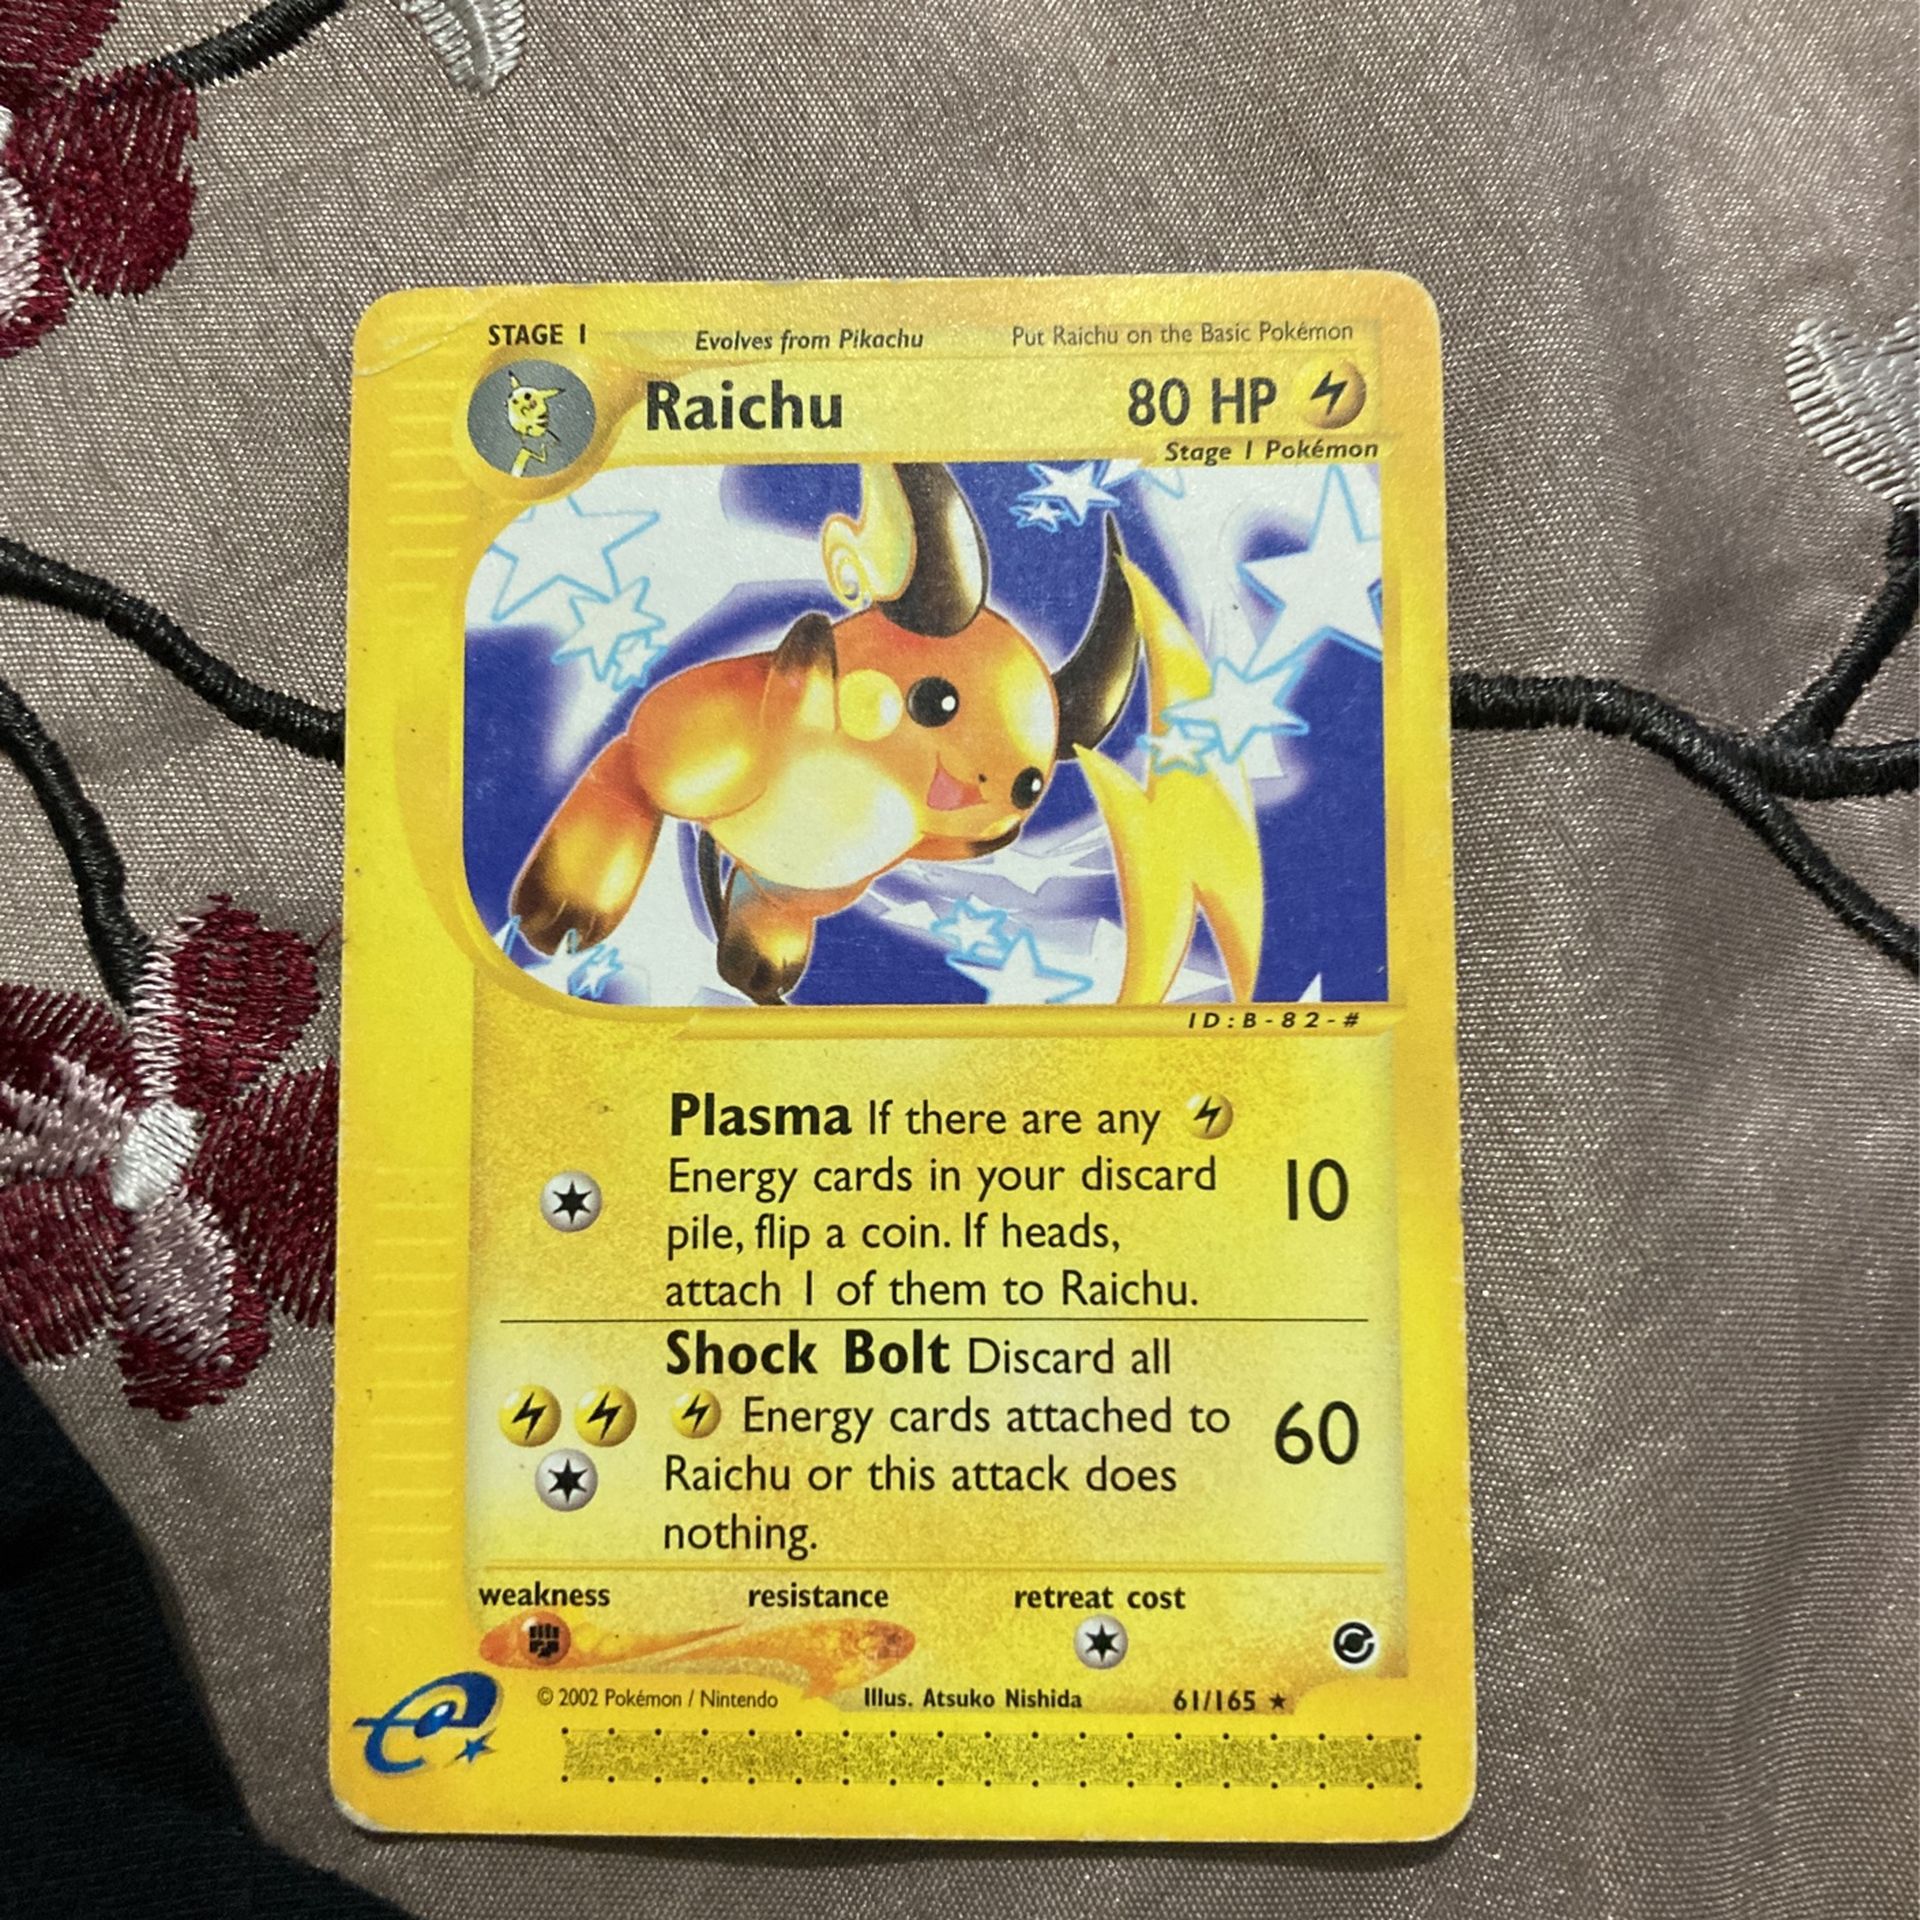 STAGE 1 Evolves from Pikachu Put Raichu on the Basic Pokémon
Raichu 80 HP
Stage 1 Pokémon
ID:B-82-#
Plasma If there are any
Energy cards in your discard
pile, flip a coin. If heads,
attach 1 of them to Raichu.
10
Shock Bolt Discard all
Energy cards attached to
Raichu or this attack does
nothing.
60
weakness resistance retreat cost
© 2002 Pokémon / Nintendo Illus. Atsuko Nishida 61/165 ★